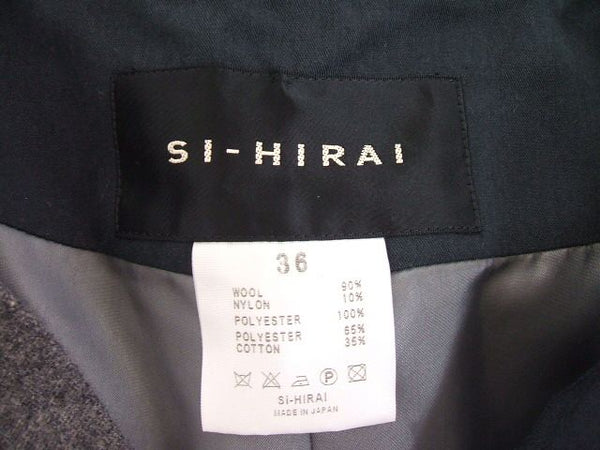 SI-HIRAI
36
WOOL 90%
NYLON 10%
POLYESTER 100%
POLYESTER 65%
COTTON 35%
P
SI-HIRAI
MADE IN JAPAN